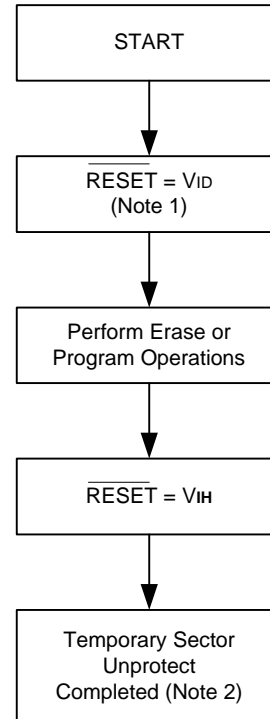 START
RESET = VID
(Note 1)
Perform Erase or
Program Operations
RESET = VIH
Temporary Sector
Unprotect
Completed (Note 2)